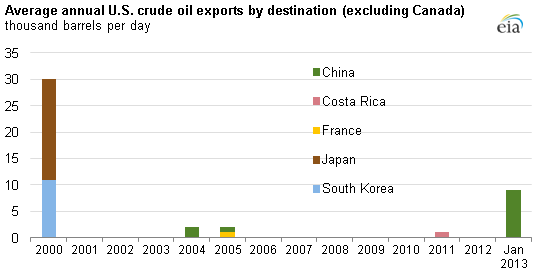 Average annual U.S. crude oil exports by destination (excluding Canada)
thousand barrels per day
eia
35
30
25
20
15
10
5
0
China
Costa Rica
France
Japan
South Korea
2000 2001 2002 2003 2004 2005 2006 2007 2008 2009 2010 2011 2012 Jan
2013